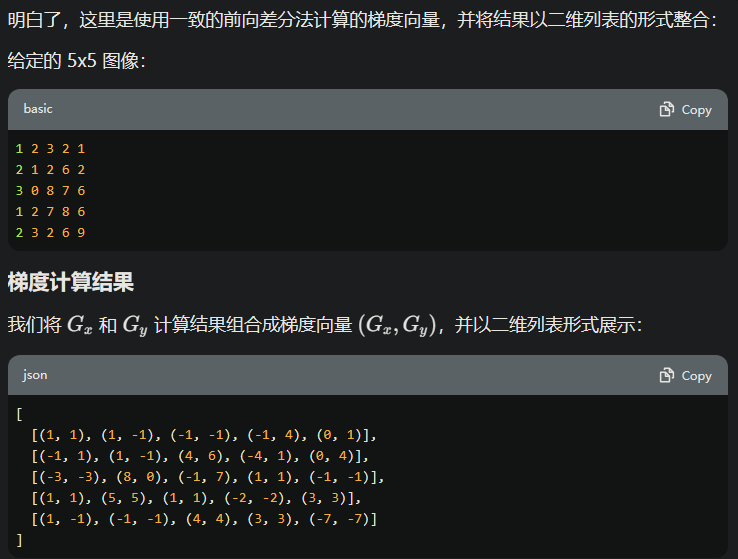 明白了，这里是使用一致的前向差分法计算的梯度向量，并将结果以二维列表的形式整合：
给定的 5x5 图像：
basic
Copy
1 2 3 2 1
2 1 2 6 2
3 0 8 7 6
1 2 7 8 6
2 3 2 6 9
梯度计算结果
我们将 Gx 和 Gy 计算结果组合成梯度向量 (Gx, Gy)，并以二维列表形式展示：
json
Copy
[
[(1, 1), (1, -1), (-1, -1), (-1, 4), (0, 1)],
[(-1, 1), (1, -1), (4, 6), (-4, 1), (0, 4)],
[(-3, -3), (8, 0), (-1, 7), (1, 1), (-1, -1)],
[(1, 1), (5, 5), (1, 1), (-2, -2), (3, 3)],
[(1, -1), (-1, -1), (4, 4), (3, 3), (-7, -7)]
]